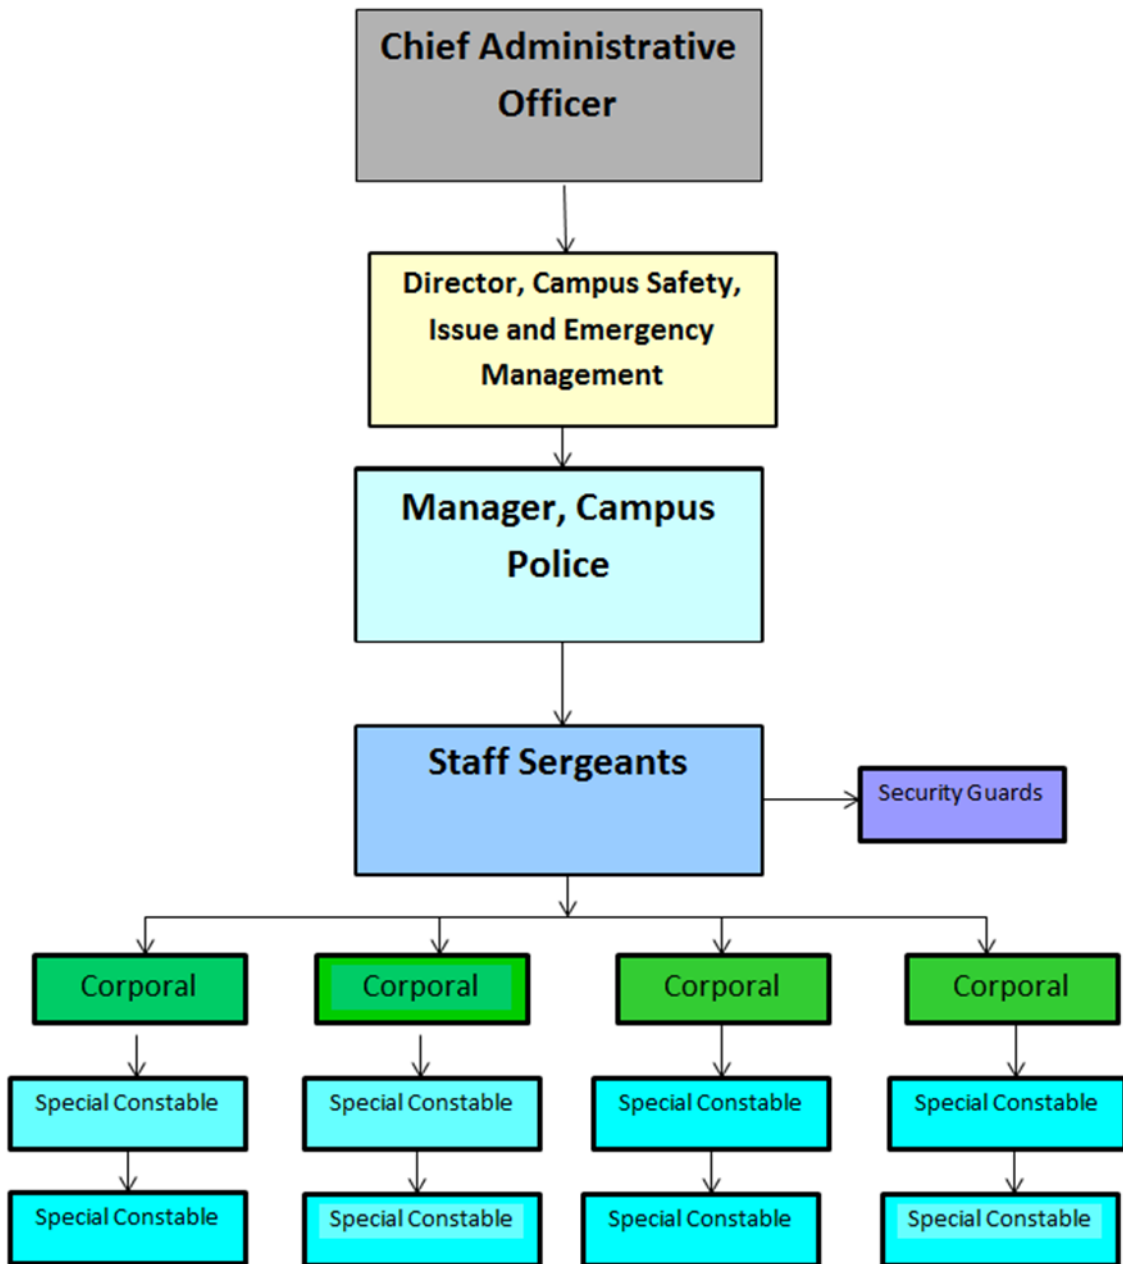 Chief Administrative
Officer
Director, Campus Safety,
Issue and Emergency
Management
Manager, Campus
Police
Staff Sergeants
Security Guards
Corporal
Corporal
Corporal
Corporal
Special Constable
Special Constable
Special Constable
Special Constable
Special Constable
Special Constable
Special Constable
Special Constable